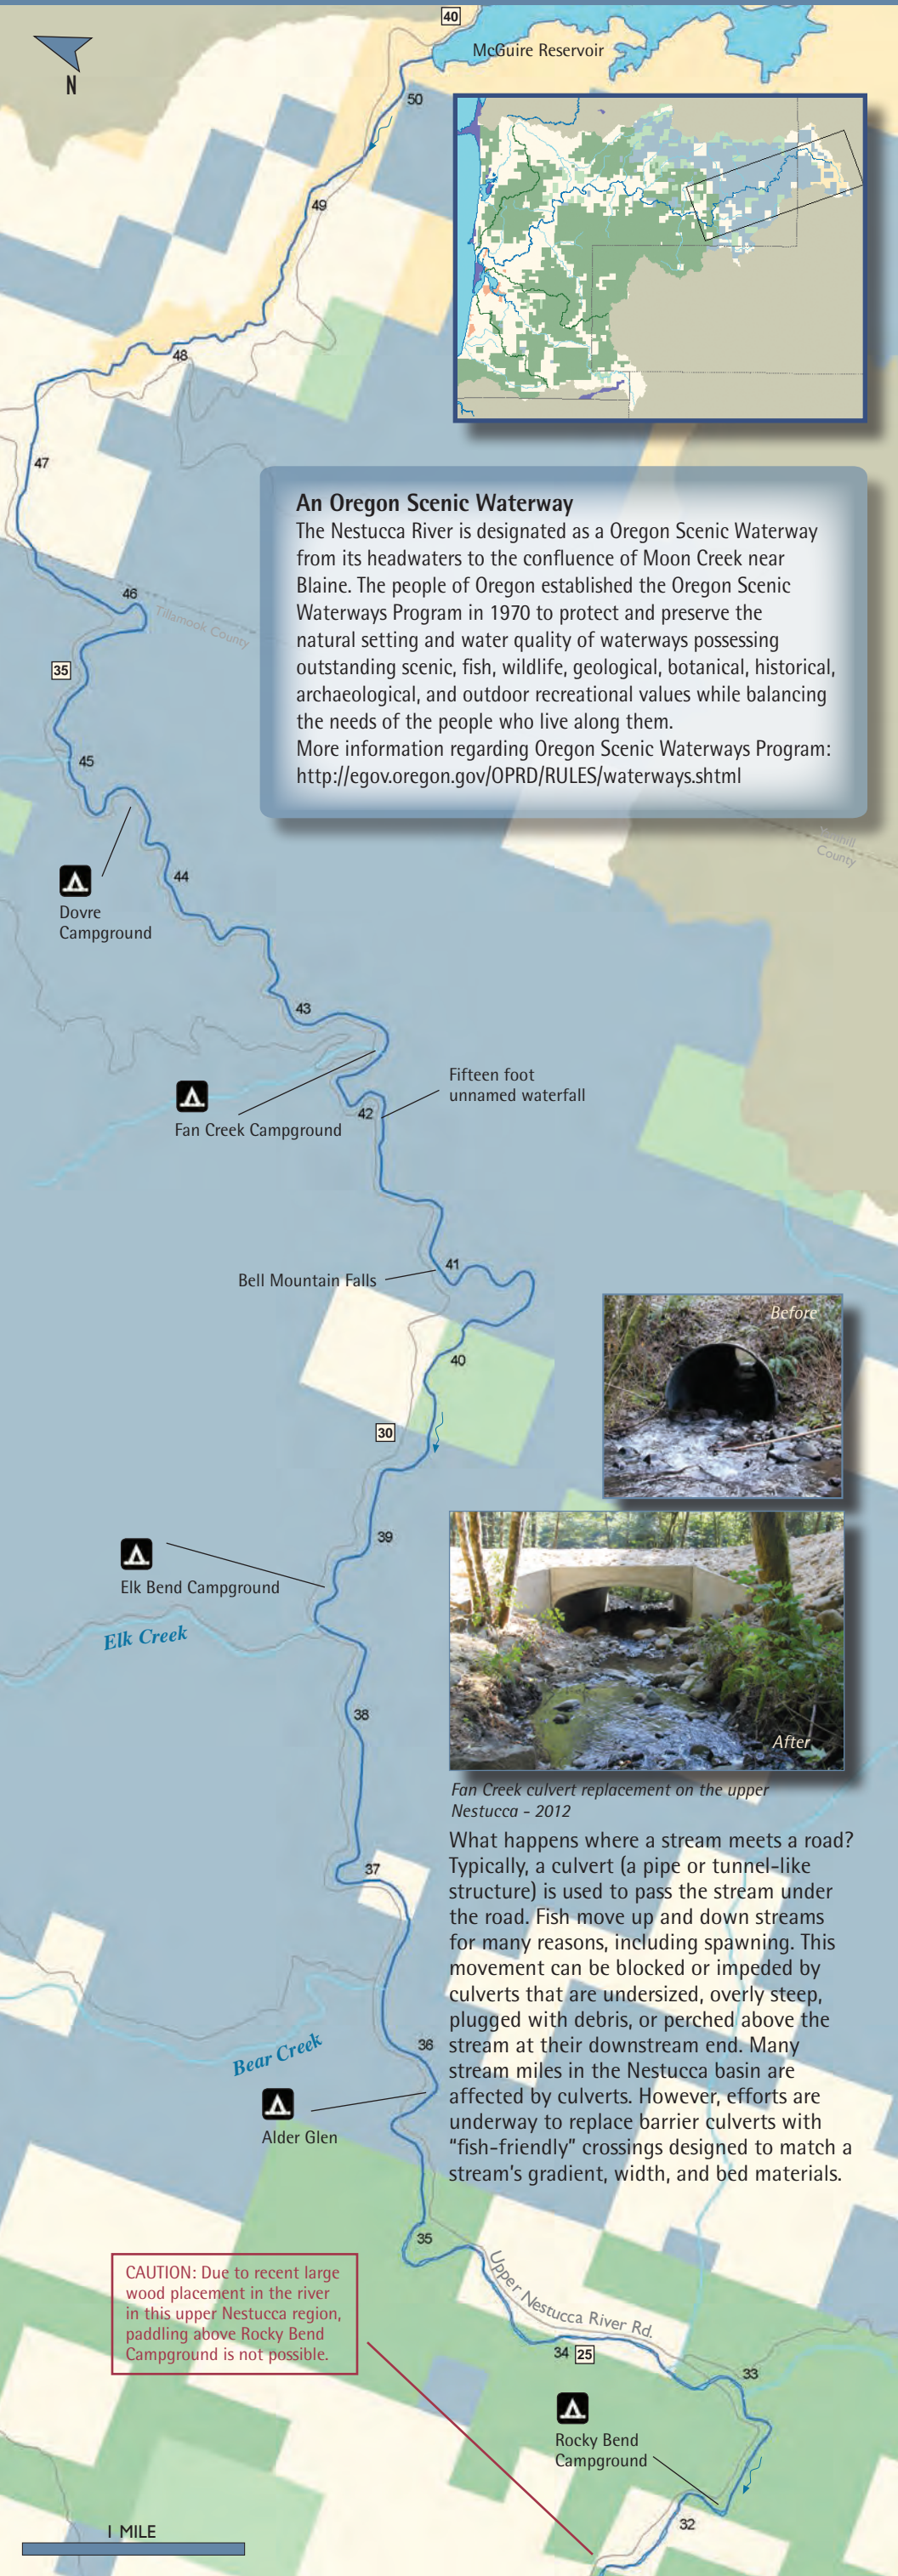 40
McGuire Reservoir
N
50
49
48
47
An Oregon Scenic Waterway
The Nestucca River is designated as a Oregon Scenic Waterway
from its headwaters to the confluence of Moon Creek near
Blaine. The people of Oregon established the Oregon Scenic
Waterways Program in 1970 to protect and preserve the
natural setting and water quality of waterways possessing
outstanding scenic, fish, wildlife, geological, botanical, historical,
archaeological, and outdoor recreational values while balancing
the needs of the people who live along them.
More information regarding Oregon Scenic Waterways Program:
http://egov.oregon.gov/OPRD/RULES/waterways.shtml
46
Tillamook County
35
45
Yamhill
County
44
Dovre
Campground
43
Fifteen foot
unnamed waterfall
42
Fan Creek Campground
41
Bell Mountain Falls
Before
40
30
39
Elk Bend Campground
Elk Creek
38
After
Fan Creek culvert replacement on the upper
Nestucca - 2012
What happens where a stream meets a road?
Typically, a culvert (a pipe or tunnel-like
structure) is used to pass the stream under
the road. Fish move up and down streams
for many reasons, including spawning. This
movement can be blocked or impeded by
culverts that are undersized, overly steep,
plugged with debris, or perched above the
stream at their downstream end. Many
stream miles in the Nestucca basin are
affected by culverts. However, efforts are
underway to replace barrier culverts with
“fish-friendly” crossings designed to match a
stream’s gradient, width, and bed materials.
37
36
Bear Creek
Alder Glen
35
Upper Nestucca River Rd.
CAUTION: Due to recent large
wood placement in the river
in this upper Nestucca region,
paddling above Rocky Bend
Campground is not possible.
34
25
33
Rocky Bend
Campground
32
1 MILE